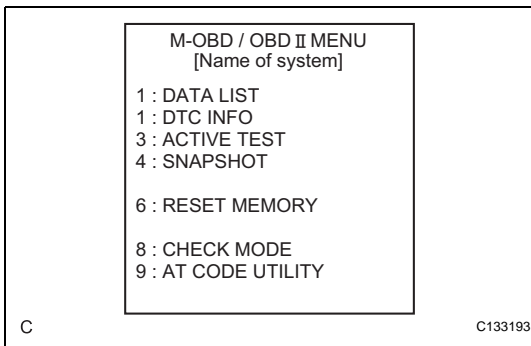 M-OBD / OBD II MENU
[Name of system]
1 : DATA LIST
1 : DTC INFO
3 : ACTIVE TEST
4 : SNAPSHOT
6 : RESET MEMORY
8 : CHECK MODE
9 : AT CODE UTILITY
C
C133193